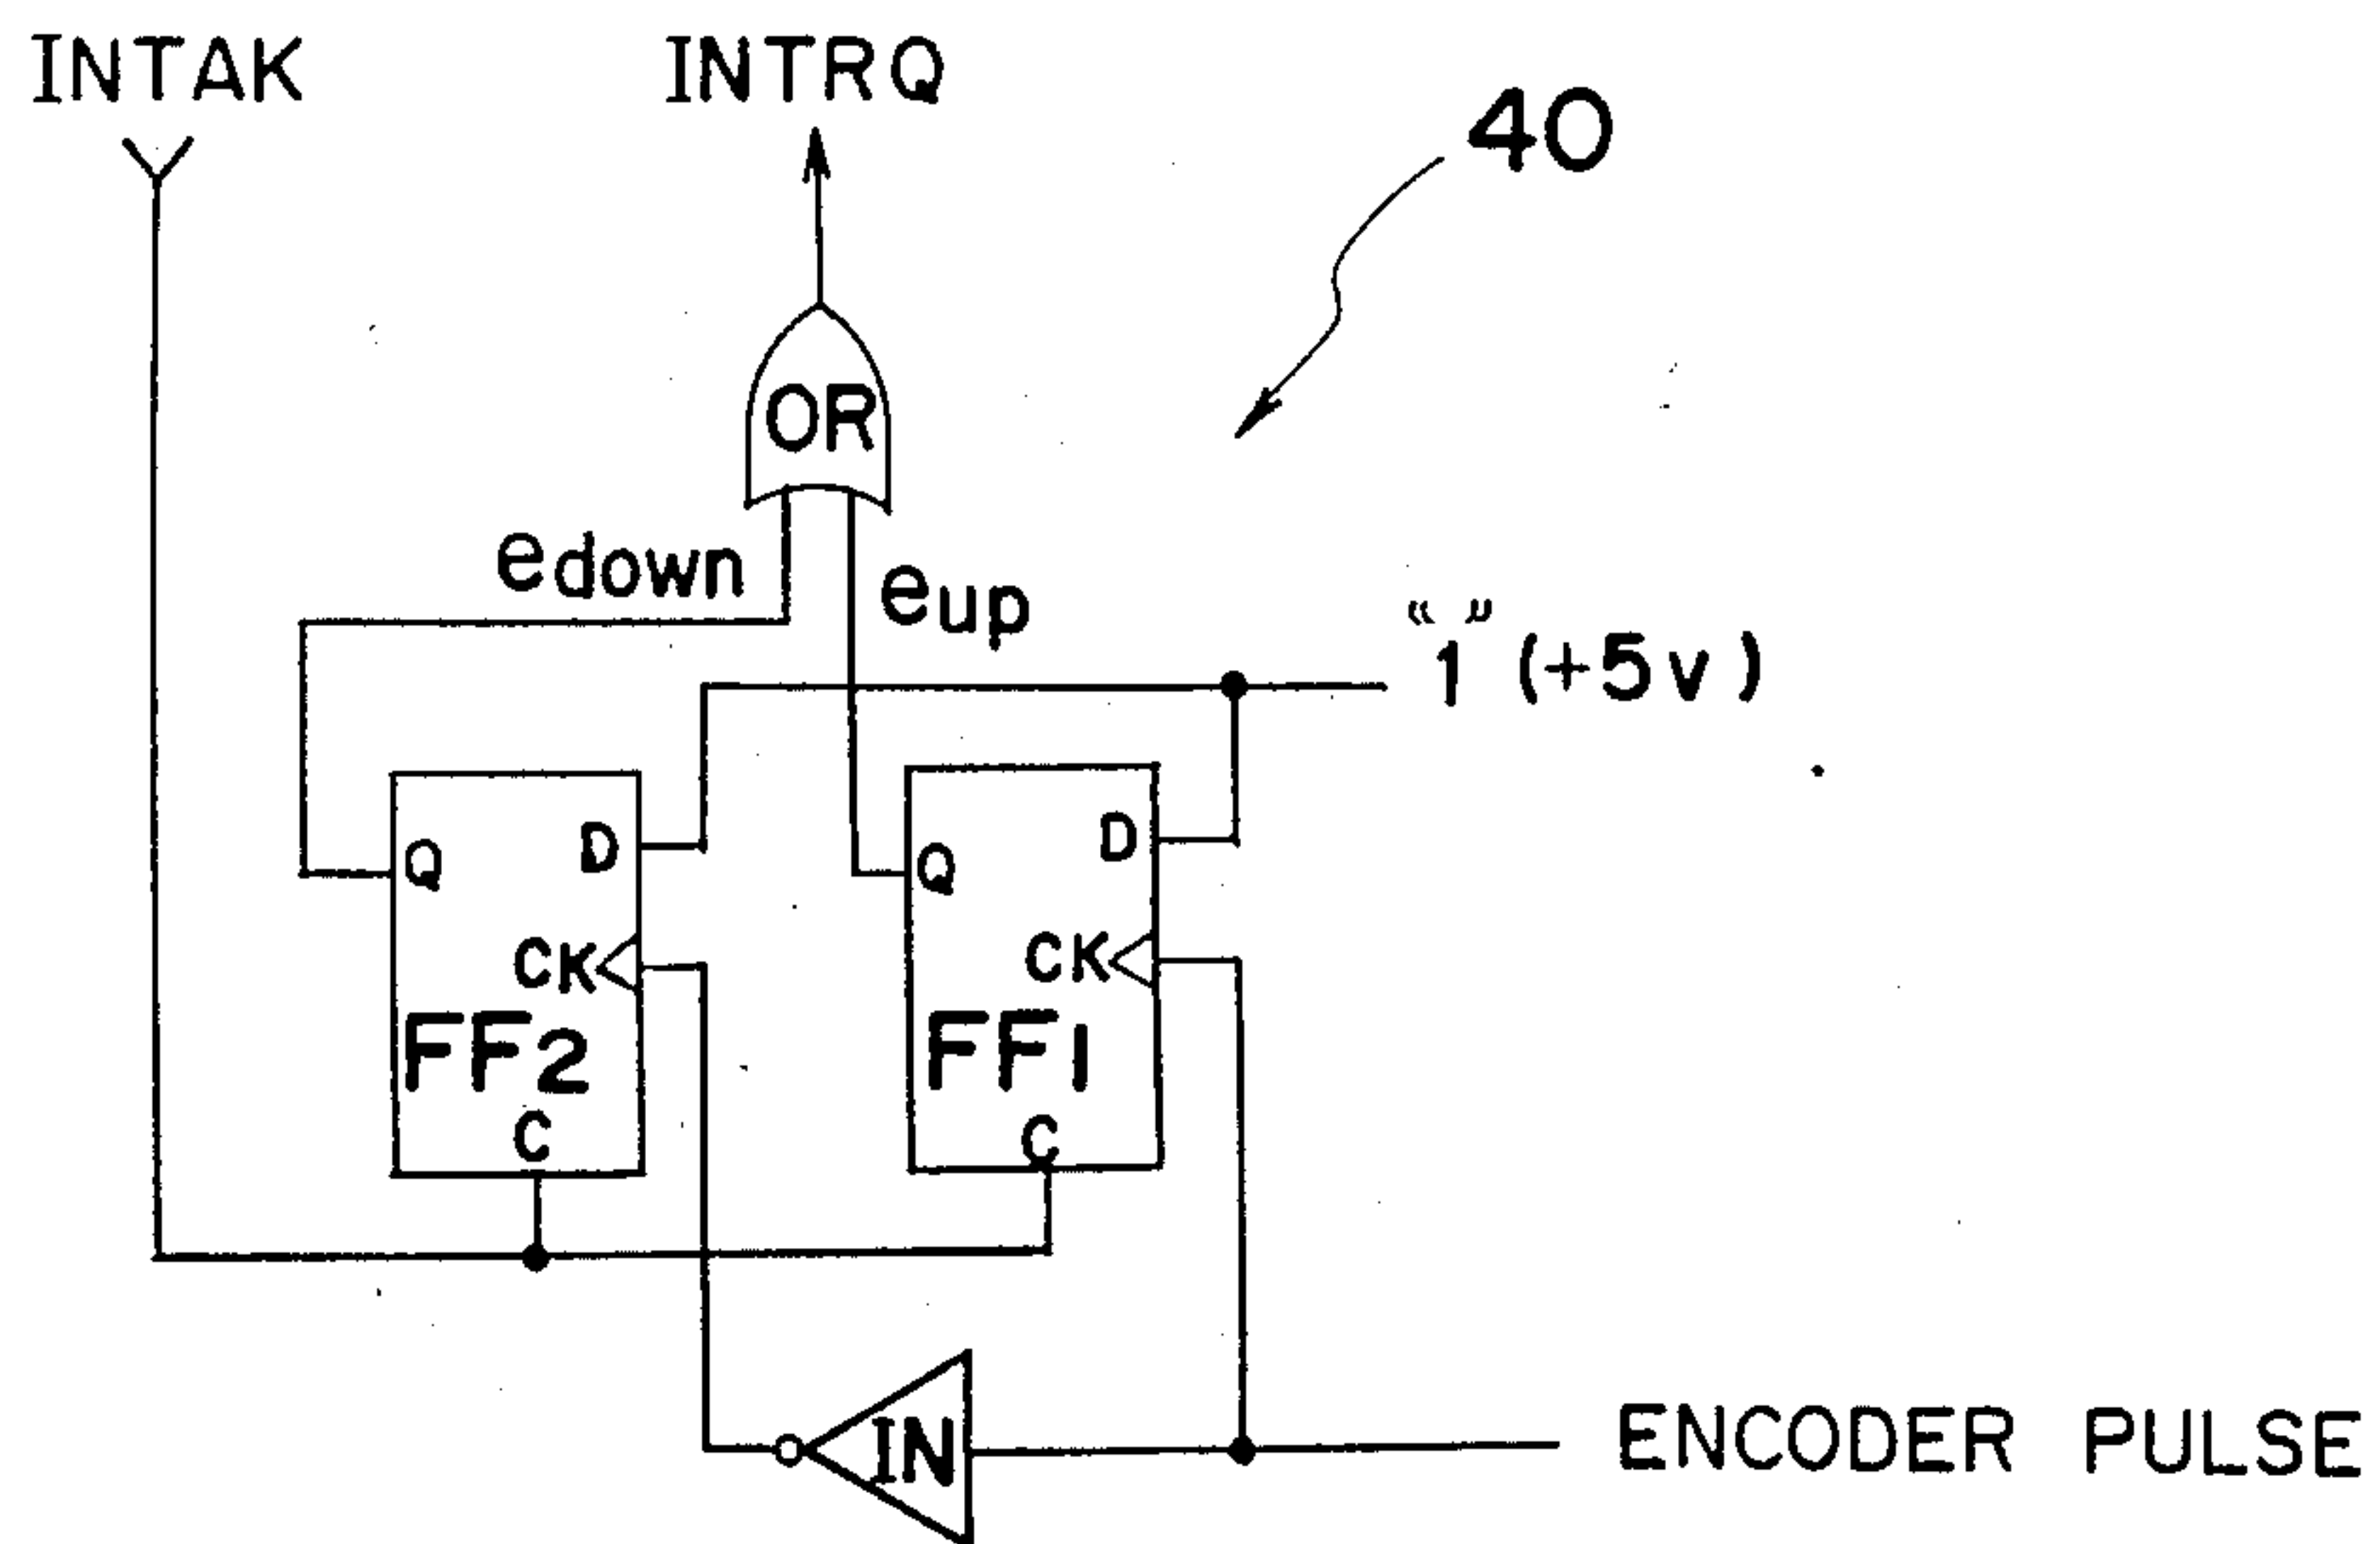 INTAK
INTRQ
40
OR
edown
eup
“1” (+5v)
Q
D
CK
FF2
C
Q
D
CK
FF1
C
IN
ENCODER PULSE